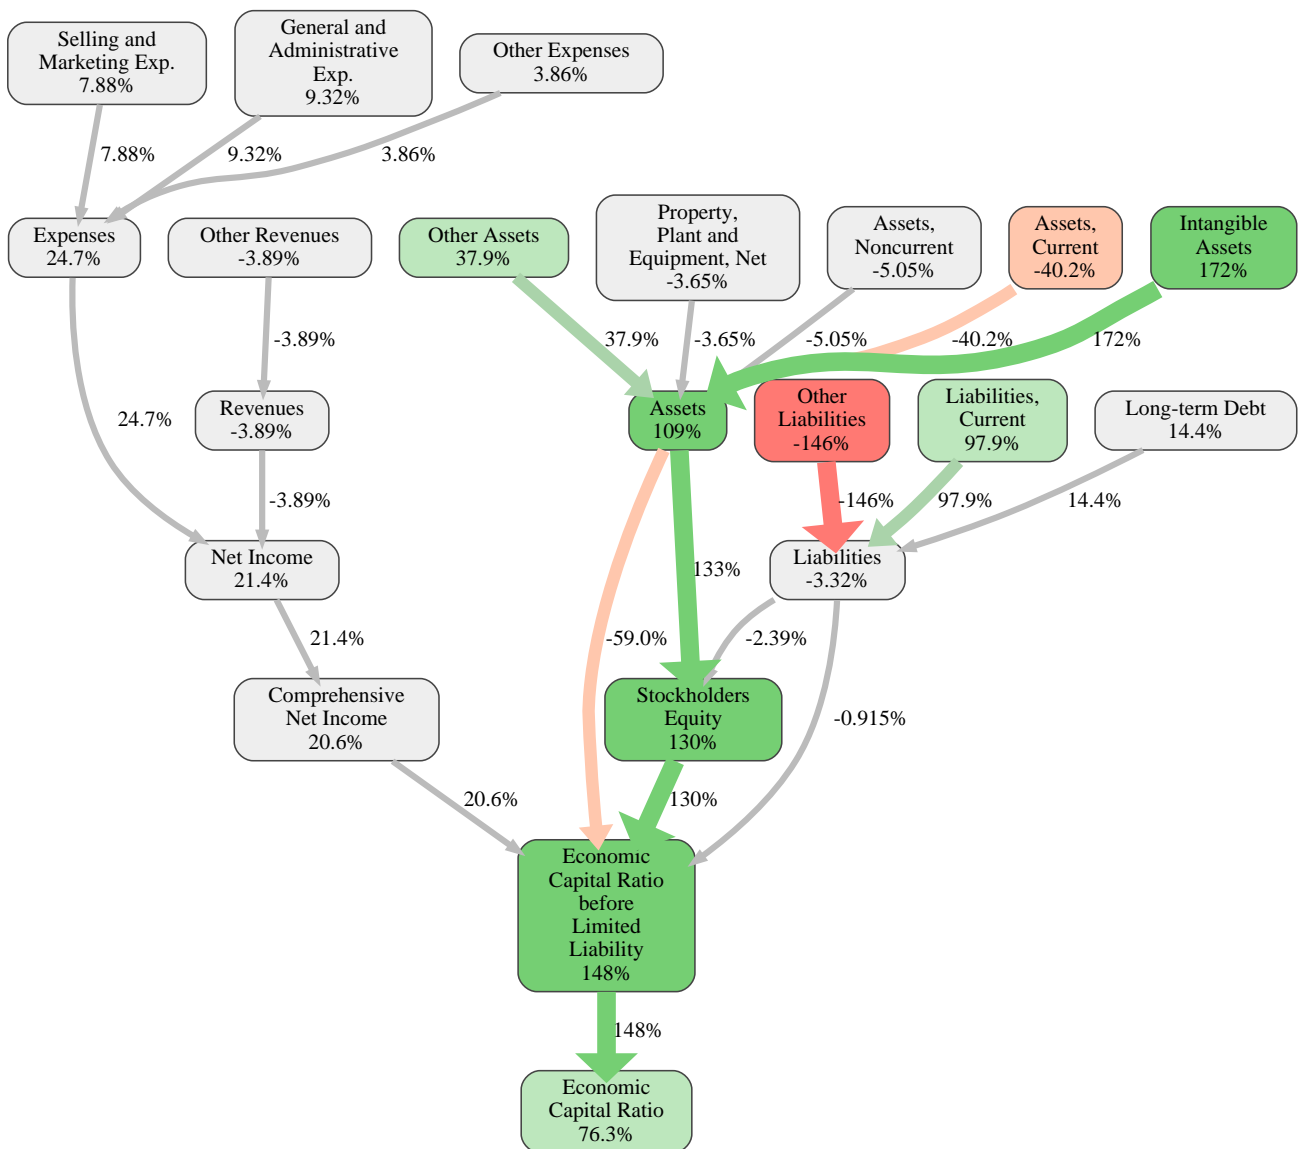 Selling and
Marketing Exp.
7.88%
General and
Administrative
Exp.
9.32%
Other Expenses
3.86%
7.88%
9.32%
3.86%
Expenses
24.7%
Other Revenues
-3.89%
Other Assets
37.9%
Property,
Plant and
Equipment, Net
-3.65%
Assets,
Noncurrent
-5.05%
Assets,
Current
-40.2%
Intangible
Assets
172%
-3.89%
37.9%
-3.65%
-5.05%
-40.2%
172%
24.7%
Revenues
-3.89%
Assets
109%
Other
Liabilities
-146%
Liabilities,
Current
97.9%
Long-term Debt
14.4%
-3.89%
-146%
97.9%
14.4%
Net Income
21.4%
133%
Liabilities
-3.32%
21.4%
-59.0%
-2.39%
Comprehensive
Net Income
20.6%
Stockholders
Equity
130%
-0.915%
20.6%
130%
Economic
Capital Ratio
before
Limited
Liability
148%
148%
Economic
Capital Ratio
76.3%